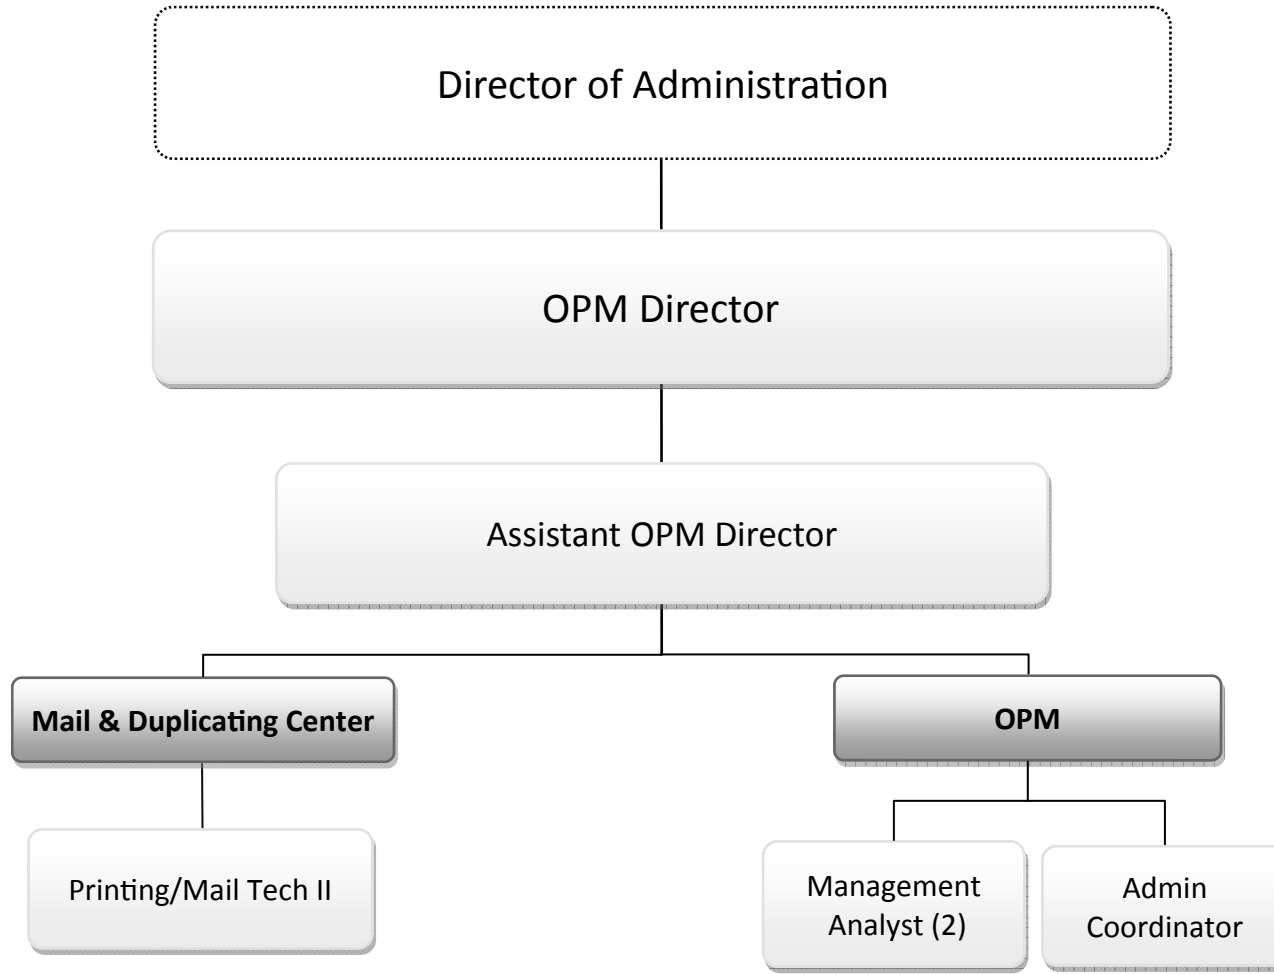 Director of Administration
OPM Director
Assistant OPM Director
Mail & Duplicating Center
OPM
Printing/Mail Tech II
Management
Analyst (2)
Admin
Coordinator